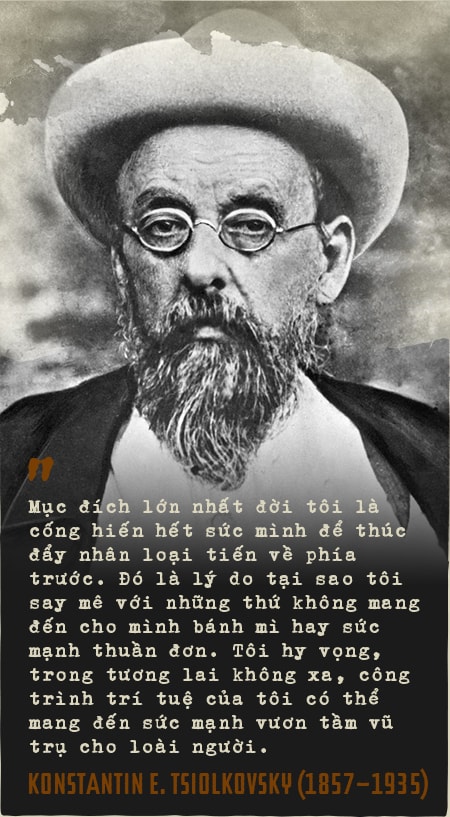 Mục đích lớn nhất đời tôi là
cống hiến hết sức mình để thúc
đẩy nhân loại tiến về phía
trước. Đó là lý do tại sao tôi
say mê với những thứ không mang
đến cho mình bánh mì hay sức
mạnh thuần đơn. Tôi hy vọng,
trong tương lai không xa, công
trình trí tuệ của tôi có thể
mang đến sức mạnh vươn tầm vũ
trụ cho loài người.
KONSTANTIN E. TSIOLKOVSKY (1857–1935)